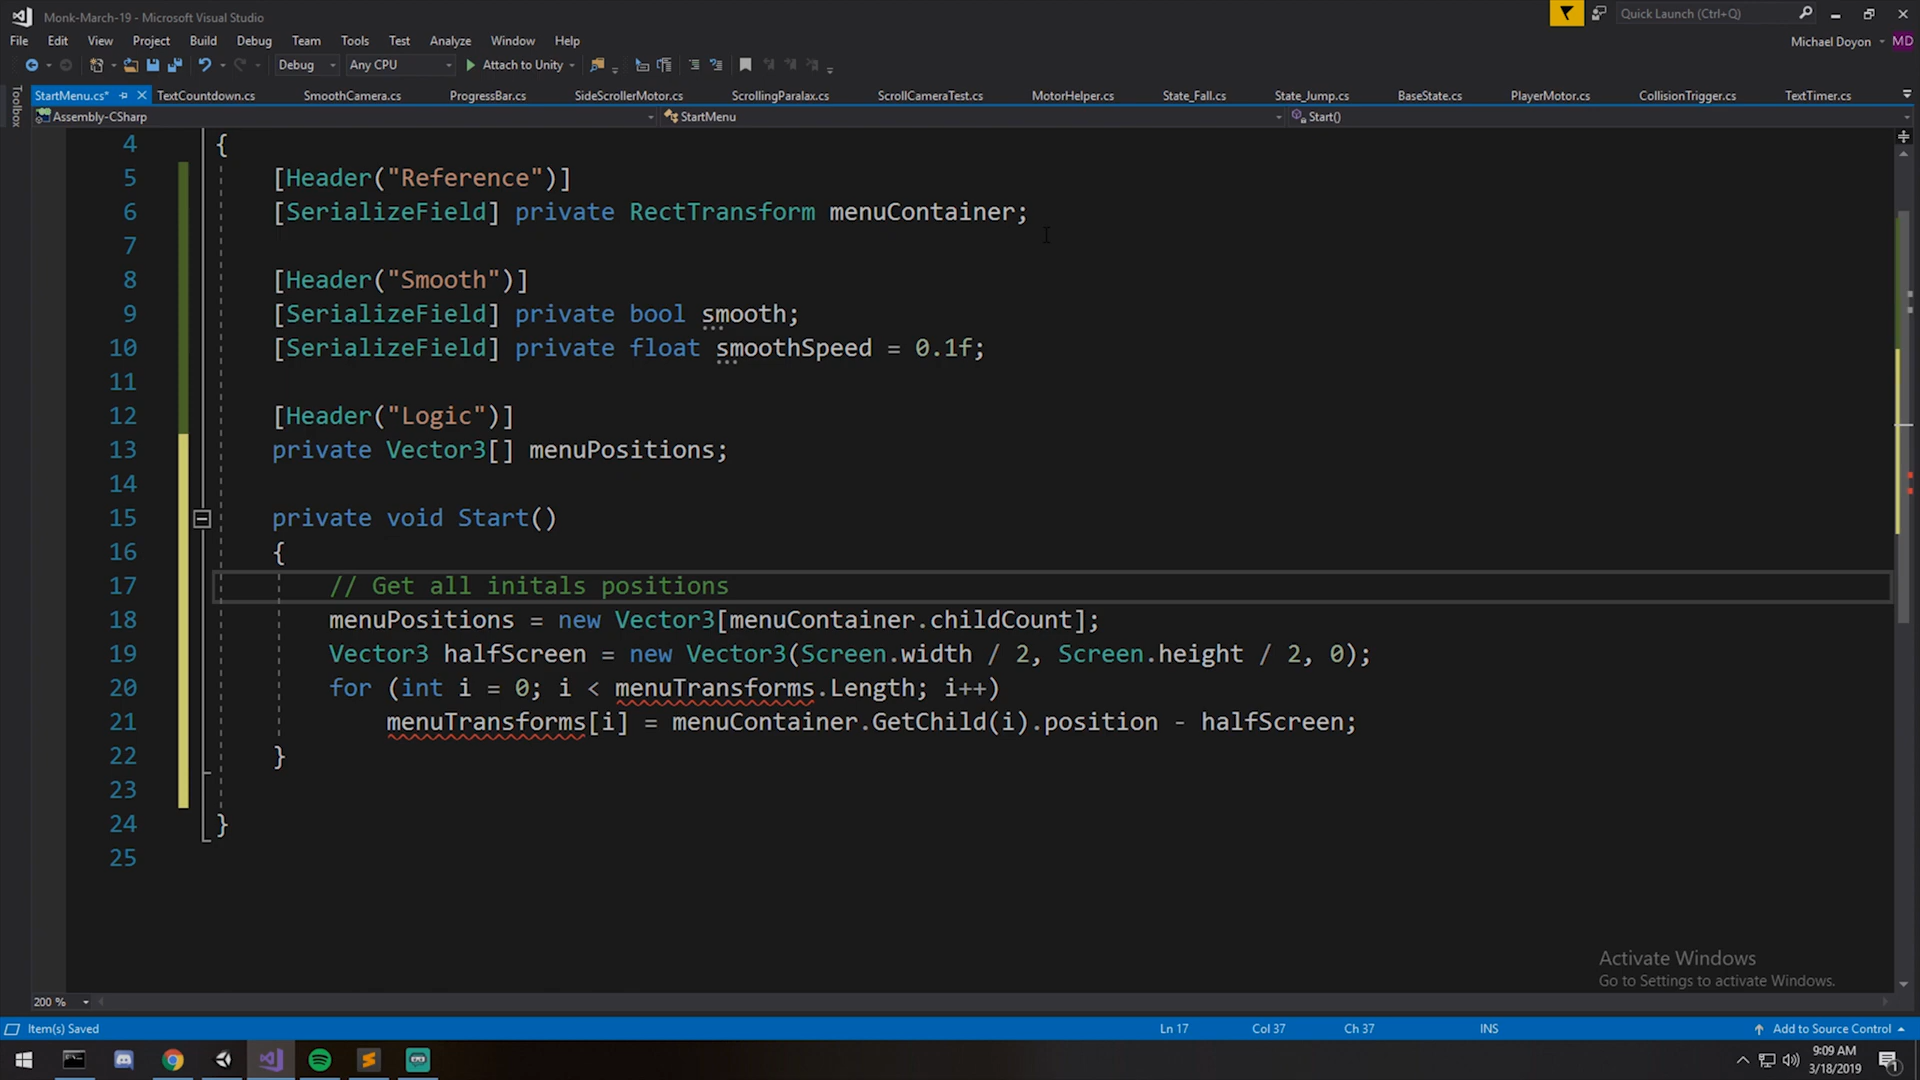 Monk-March-19 - Microsoft Visual Studio
Quick Launch (Ctrl+Q)
File Edit View Project Build Debug Team Tools Test Analyze Window Help
Michael Doyon MD
Debug Any CPU Attach to Unity
Toolbox
StartMenu.cs* TextCountdown.cs SmoothCamera.cs ProgressBar.cs SideScrollerMotor.cs ScrollingParalax.cs ScrollCameraTest.cs MotorHelper.cs State_Fall.cs State_Jump.cs BaseState.cs PlayerMotor.cs CollisionTrigger.cs TextTimer.cs
Assembly-CSharp StartMenu Start()
4 {
5 [Header("Reference")]
6 [SerializeField] private RectTransform menuContainer;
7
8 [Header("Smooth")]
9 [SerializeField] private bool smooth;
10 [SerializeField] private float smoothSpeed = 0.1f;
11
12 [Header("Logic")]
13 private Vector3[] menuPositions;
14
15 private void Start()
16 {
17 // Get all initals positions
18 menuPositions = new Vector3[menuContainer.childCount];
19 Vector3 halfScreen = new Vector3(Screen.width / 2, Screen.height / 2, 0);
20 for (int i = 0; i < menuTransforms.Length; i++)
21 menuTransforms[i] = menuContainer.GetChild(i).position - halfScreen;
22 }
23
24 }
25
Activate Windows
Go to Settings to activate Windows.
200 %
Item(s) Saved Ln 17 Col 37 Ch 37 INS Add to Source Control
9:09 AM
3/18/2019
1